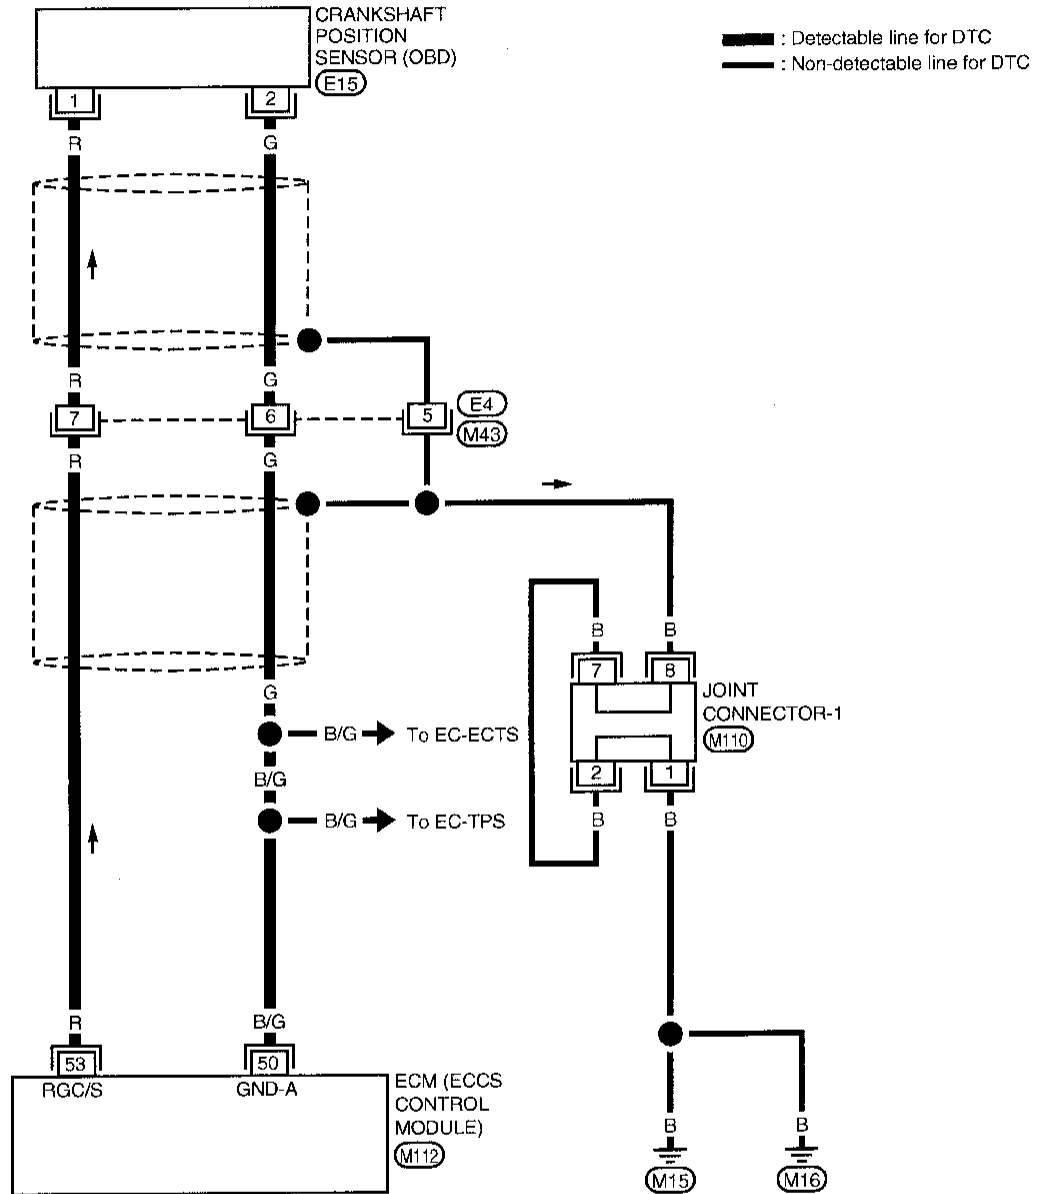 CRANKSHAFT
POSITION
SENSOR (OBD)
E15
: Detectable line for DTC
: Non-detectable line for DTC
1
2
R
G
R
G
7
6
5
E4
M43
R
G
B
B
7
8
JOINT
CONNECTOR-1
M110
G
B/G
To EC-ECTS
B/G
2
1
B/G
To EC-TPS
B
B
R
B/G
53
50
RGC/S
GND-A
ECM (ECCS
CONTROL
MODULE)
M112
B
B
M15
M16